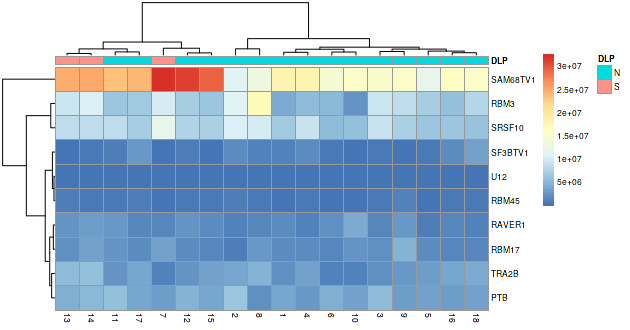 DLP
SAM68TV1
RBM3
SRSF10
SF3BTV1
U12
RBM45
RAVER1
RBM17
TRA2B
PTB
13 14 11 17 7 12 15 2 8 1 4 6 10 3 9 5 16 18
3e+07
2.5e+07
2e+07
1.5e+07
1e+07
5e+06
DLP
N
S